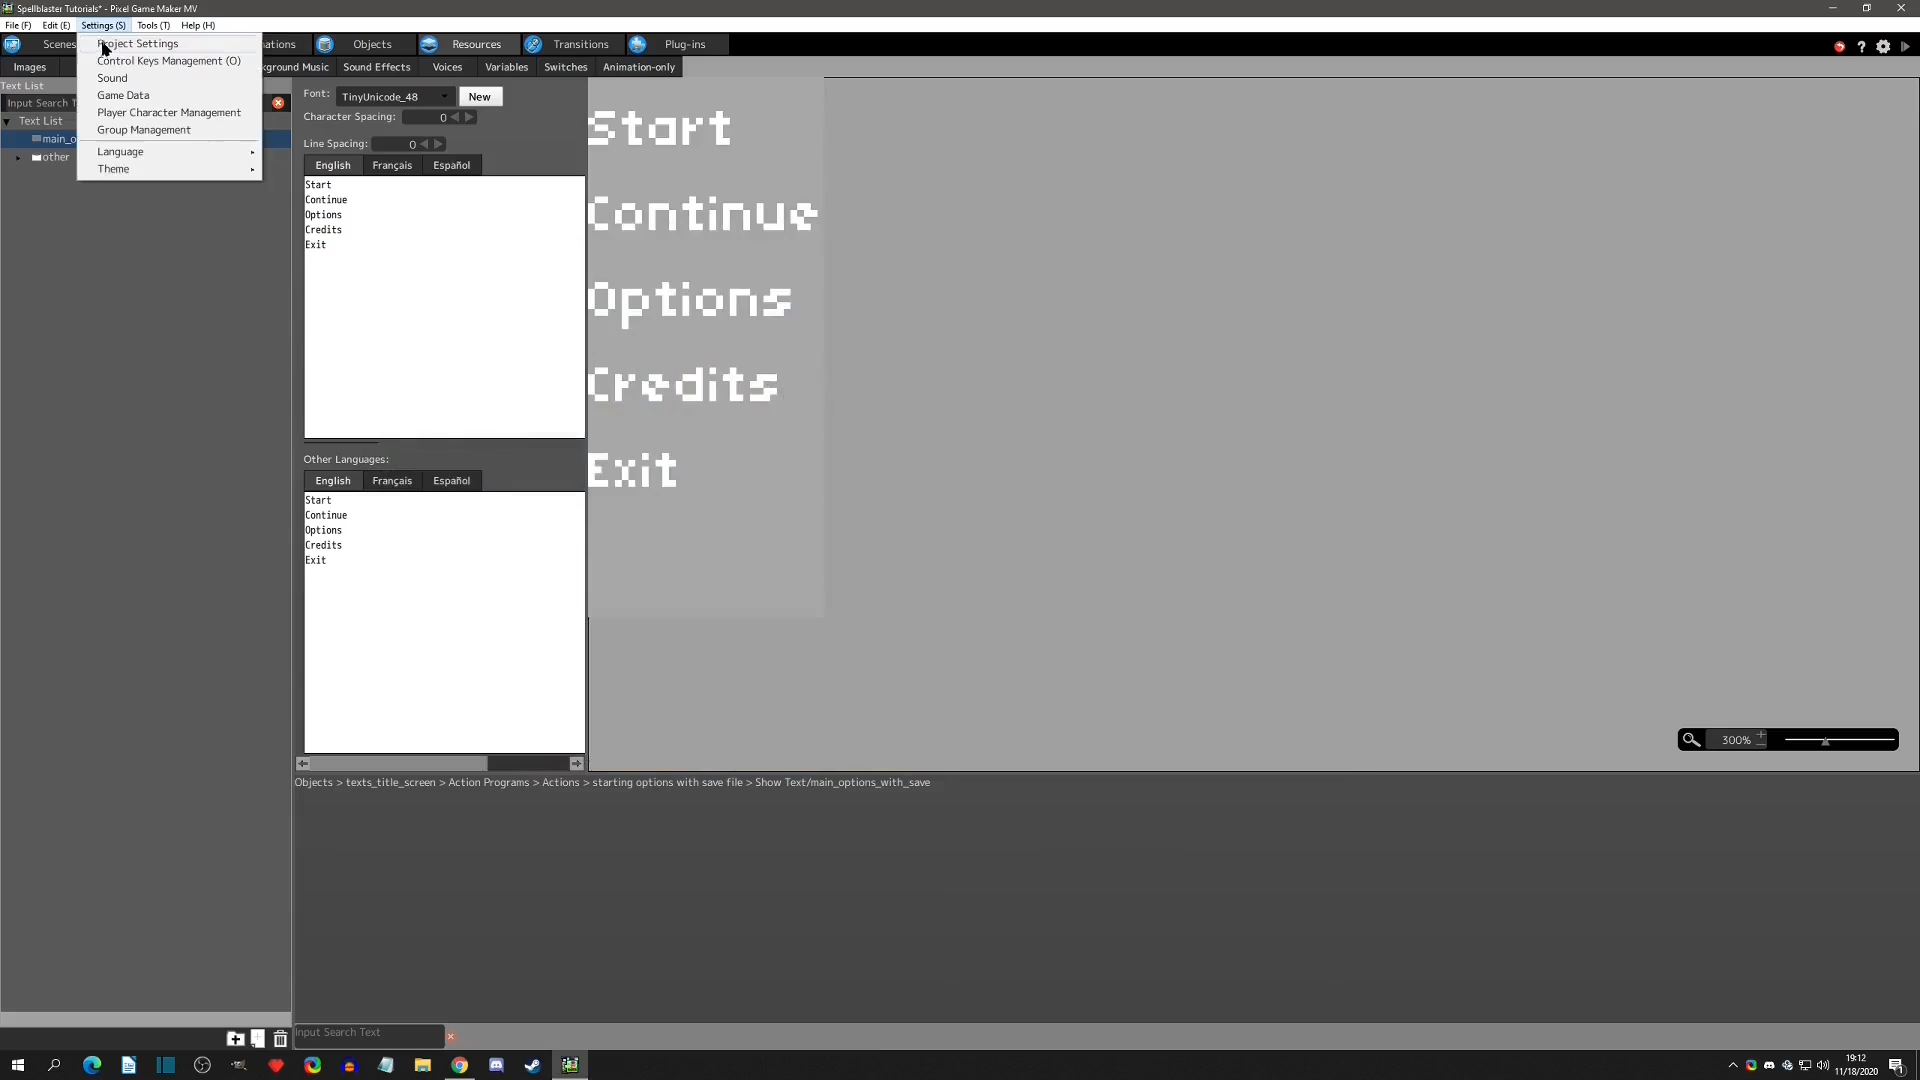 Spellblaster Tutorials* - Pixel Game Maker MV
File (F) Edit (E) Settings (S) Tools (T) Help (H)
Scenes Objects Resources Transitions Plug-ins
Project Settings
Control Keys Management (O)
Sound
Game Data
Player Character Management
Group Management
Language
Theme
Images Music Sound Effects Voices Variables Switches Animation-only
Text List
Input Search
Text List
other
Font: TinyUnicode_48 New
Character Spacing: 0
Line Spacing: 0
English Français Español
Start
Continue
Options
Credits
Exit
Other Languages:
English Français Español
Start
Continue
Options
Credits
Exit
Start
Continue
Options
Credits
Exit
300%
Objects > texts_title_screen > Action Programs > Actions > starting options with save file > Show Text/main_options_with_save
Input Search Text
19:12
11/18/2020